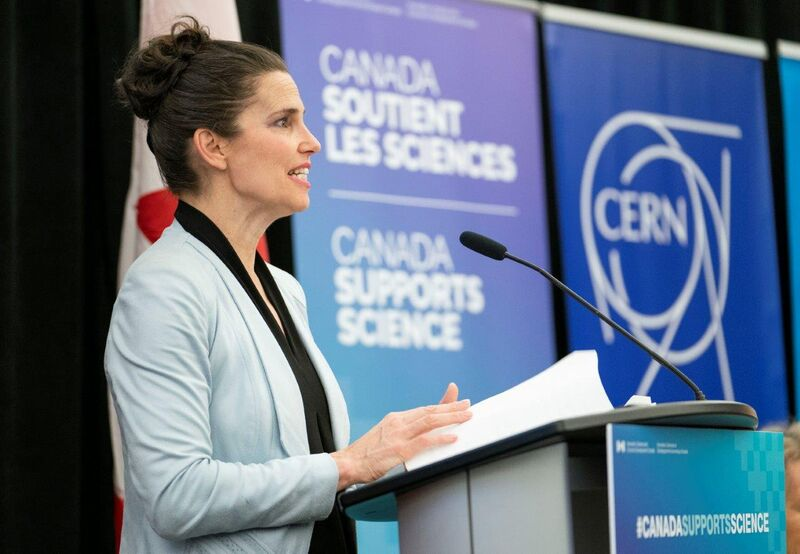 CANADA
SOUTIENT
LES SCIENCES
CANADA
SUPPORTS
SCIENCE
CERN
#CANADASUPPORTSSCIENCE